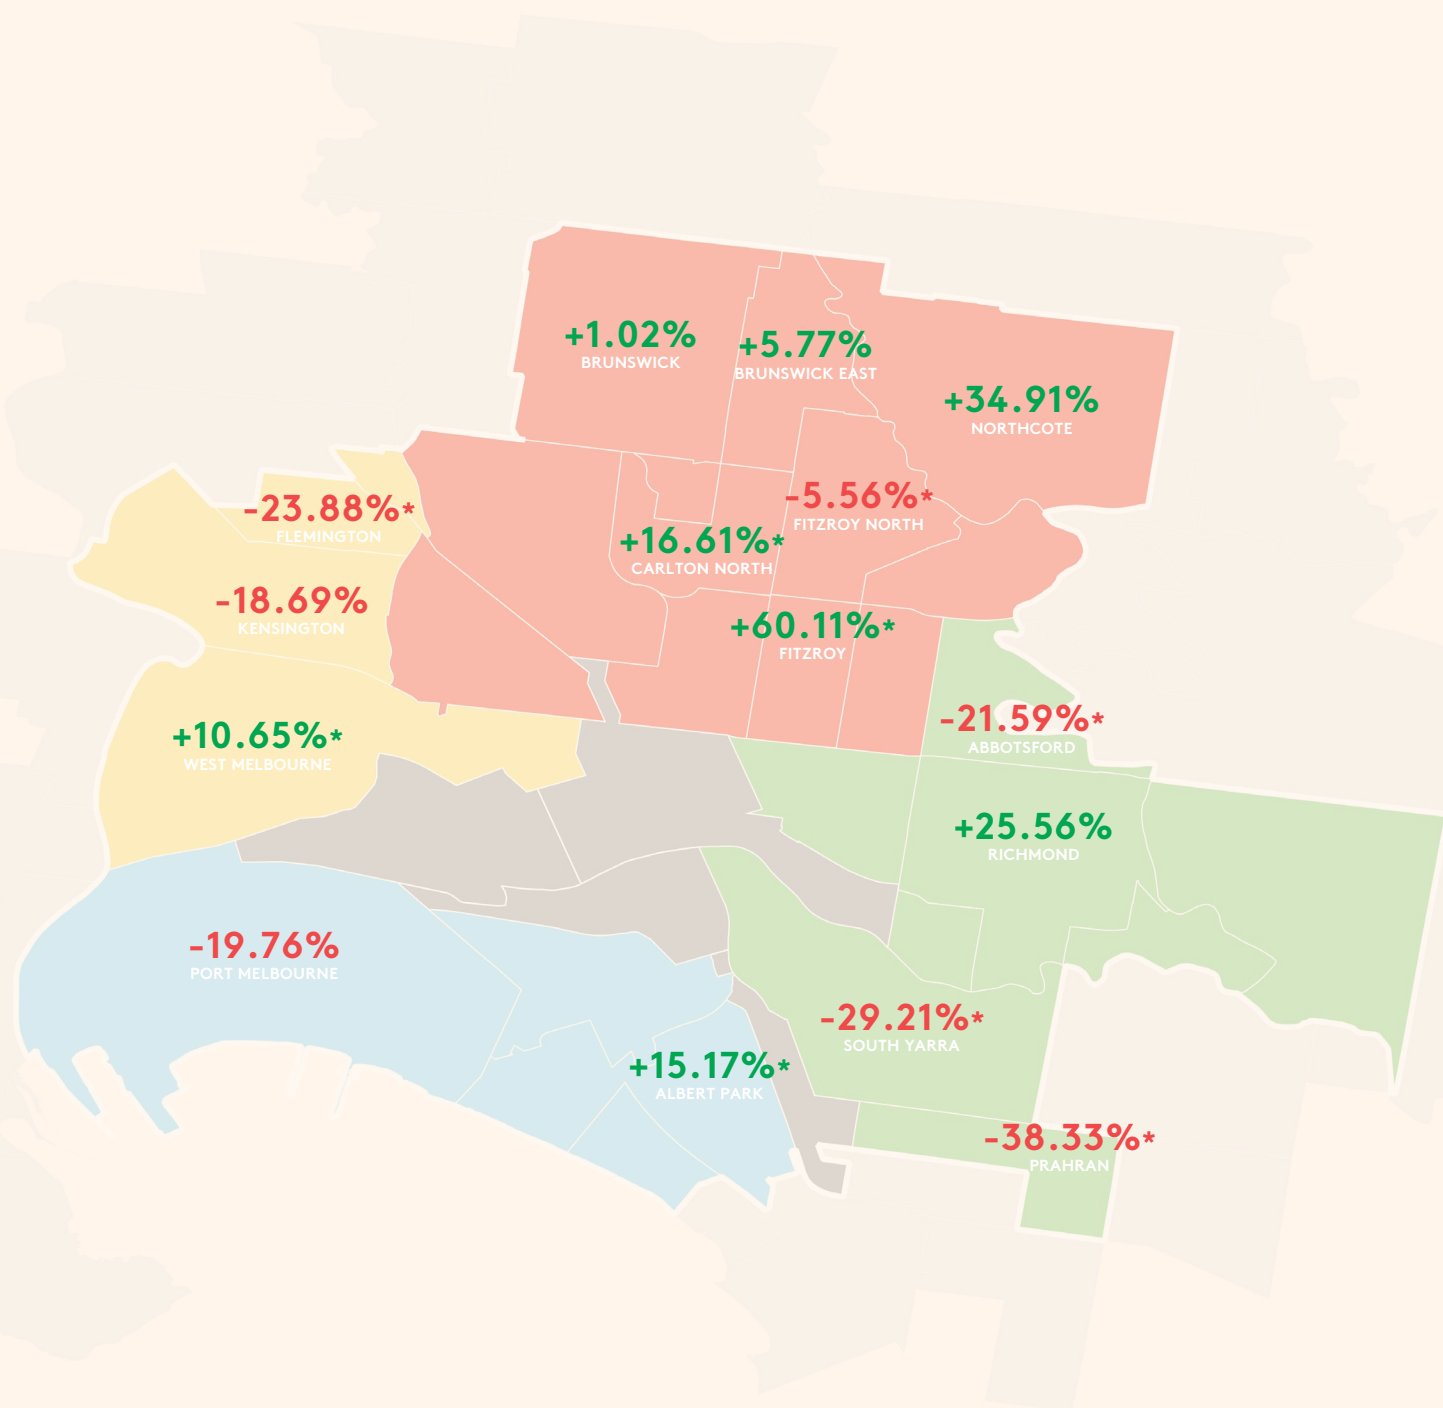 +1.02%
BRUNSWICK
+5.77%
BRUNSWICK EAST
+34.91%
NORTHCOTE
-23.88%*
FLEMINGTON
-5.56%*
FITZROY NORTH
+16.61%*
CARLTON NORTH
-18.69%
KENSINGTON
+60.11%*
FITZROY
+10.65%*
WEST MELBOURNE
-21.59%*
ABBOTSFORD
+25.56%
RICHMOND
-19.76%
PORT MELBOURNE
-29.21%*
SOUTH YARRA
+15.17%*
ALBERT PARK
-38.33%*
PRAHRAN